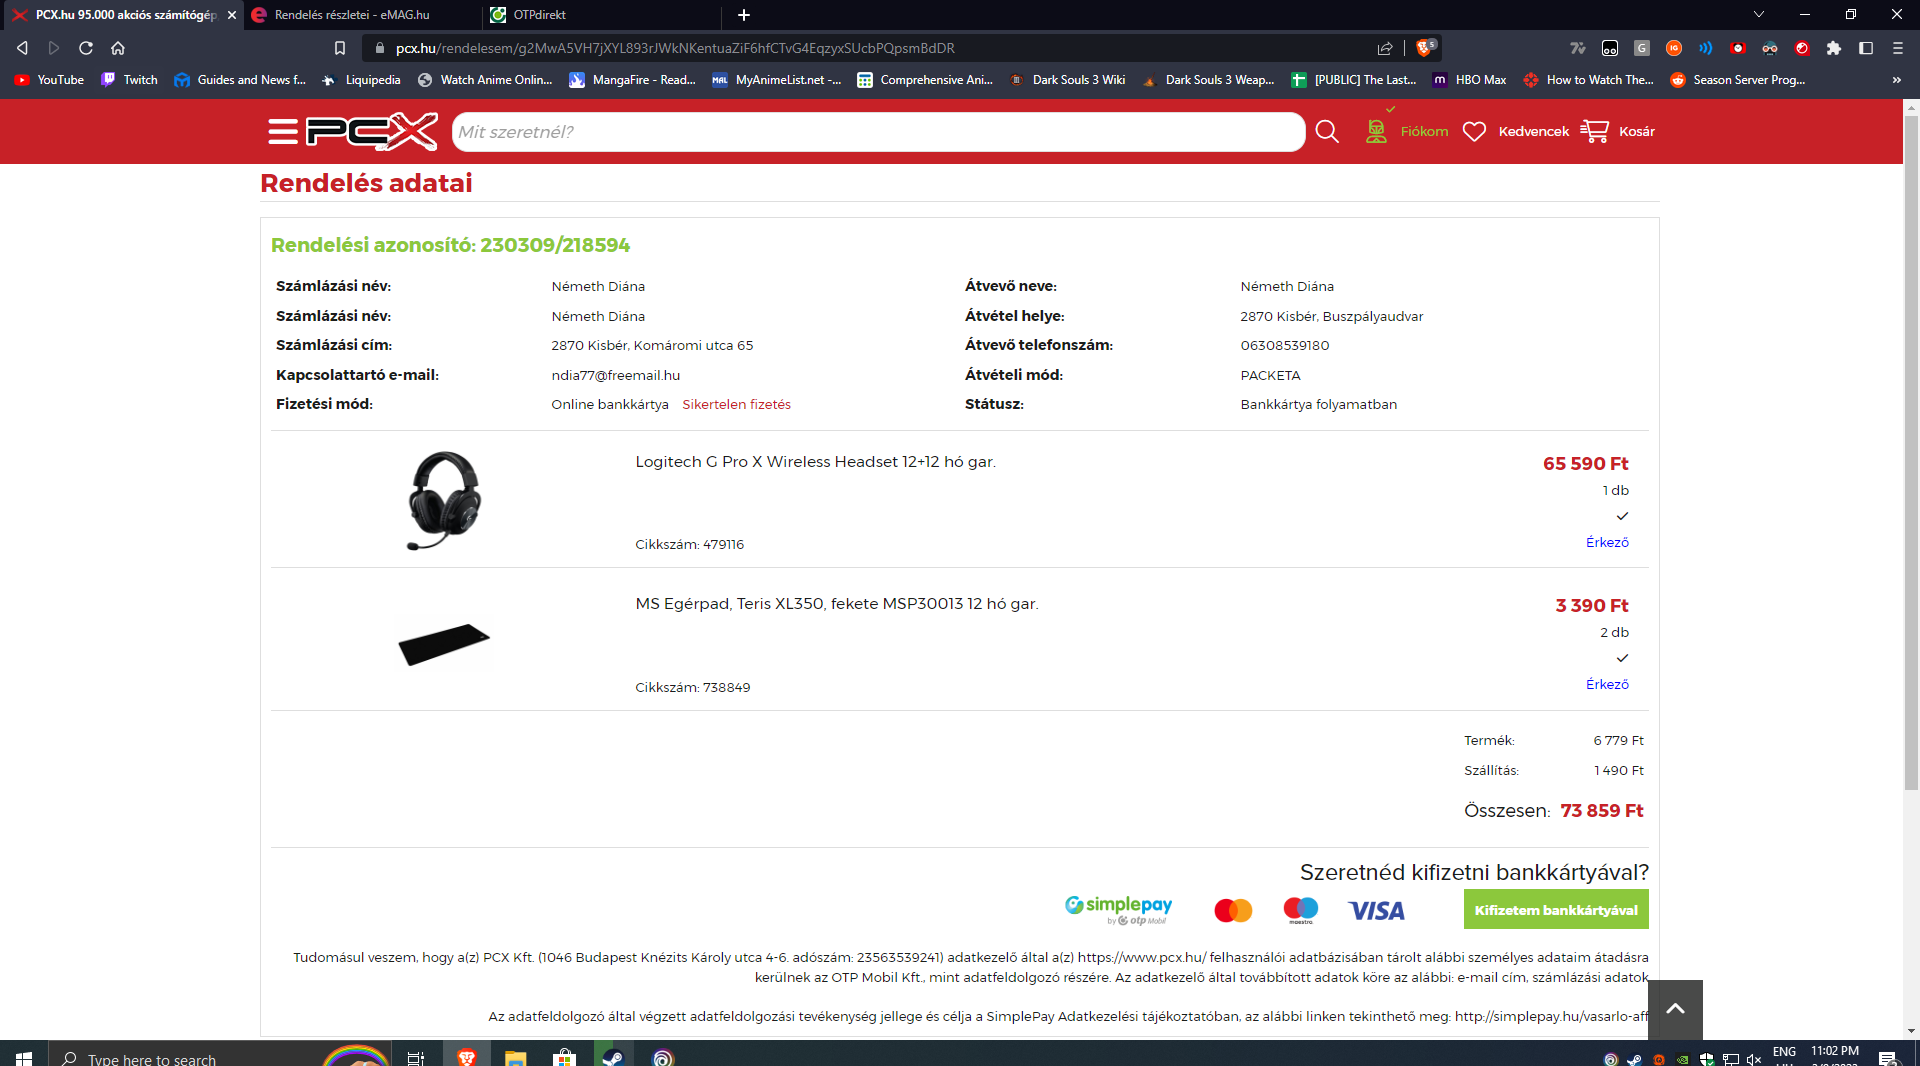 PCX.hu 95.000 akciós számítógép,
Rendelés részletei - eMAG.hu
OTPdirekt
pcx.hu/rendelesem/g2MwA5VH7jXYL893rJWkNKentuaZiF6hfCTvG4EqzyxSUcbPQpsmBdDR
YouTube
Twitch
Guides and News f...
Liquipedia
Watch Anime Onlin...
MangaFire - Read...
MyAnimeList.net -...
Comprehensive Ani...
Dark Souls 3 Wiki
Dark Souls 3 Weap...
[PUBLIC] The Last...
HBO Max
How to Watch The...
Season Server Prog...
PCX
Mit szeretnél?
Fiókom
Kedvencek
Kosár
Rendelés adatai
Rendelési azonosító: 230309/218594
Számlázási név: Németh Diána
Átvevő neve: Németh Diána
Számlázási név: Németh Diána
Átvétel helye: 2870 Kisbér, Buszpályaudvar
Számlázási cím: 2870 Kisbér, Komáromi utca 65
Átvevő telefonszám: 06308539180
Kapcsolattartó e-mail: ndia77@freemail.hu
Átvételi mód: PACKETA
Fizetési mód: Online bankkártya Sikertelen fizetés
Státusz: Bankkártya folyamatban
Logitech G Pro X Wireless Headset 12+12 hó gar.
65 590 Ft
1 db
Cikkszám: 479116
Érkező
MS Egérpad, Teris XL350, fekete MSP30013 12 hó gar.
3 390 Ft
2 db
Cikkszám: 738849
Érkező
Termék: 6 779 Ft
Szállítás: 1 490 Ft
Összesen: 73 859 Ft
Szeretnéd kifizetni bankkártyával?
simplepay
by otp Mobil
maestro
VISA
Kifizetem bankkártyával
Tudomásul veszem, hogy a(z) PCX Kft. (1046 Budapest Knézits Károly utca 4-6. adószám: 23563539241) adatkezelő által a(z) https://www.pcx.hu/ felhasználói adatbázisában tárolt alábbi személyes adataim átadásra
kerülnek az OTP Mobil Kft., mint adatfeldolgozó részére. Az adatkezelő által továbbított adatok köre az alábbi: e-mail cím, számlázási adatok
Az adatfeldolgozó által végzett adatfeldolgozási tevékenység jellege és célja a SimplePay Adatkezelési tájékoztatóban, az alábbi linken tekinthető meg: http://simplepay.hu/vasarlo-aff
Type here to search
ENG
11:02 PM